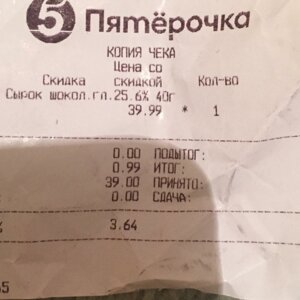 5 Пятёрочка
КОПИЯ ЧЕКА
Цена со
Скидка скидкой Кол-во
Сырок шокол.гл.25.6% 40г
39.99 * 1
0.00 ПОДЫТОГ:
0.99 ИТОГ:
39.00 ПРИНЯТО:
0.00 СДАЧА:
% 3.64